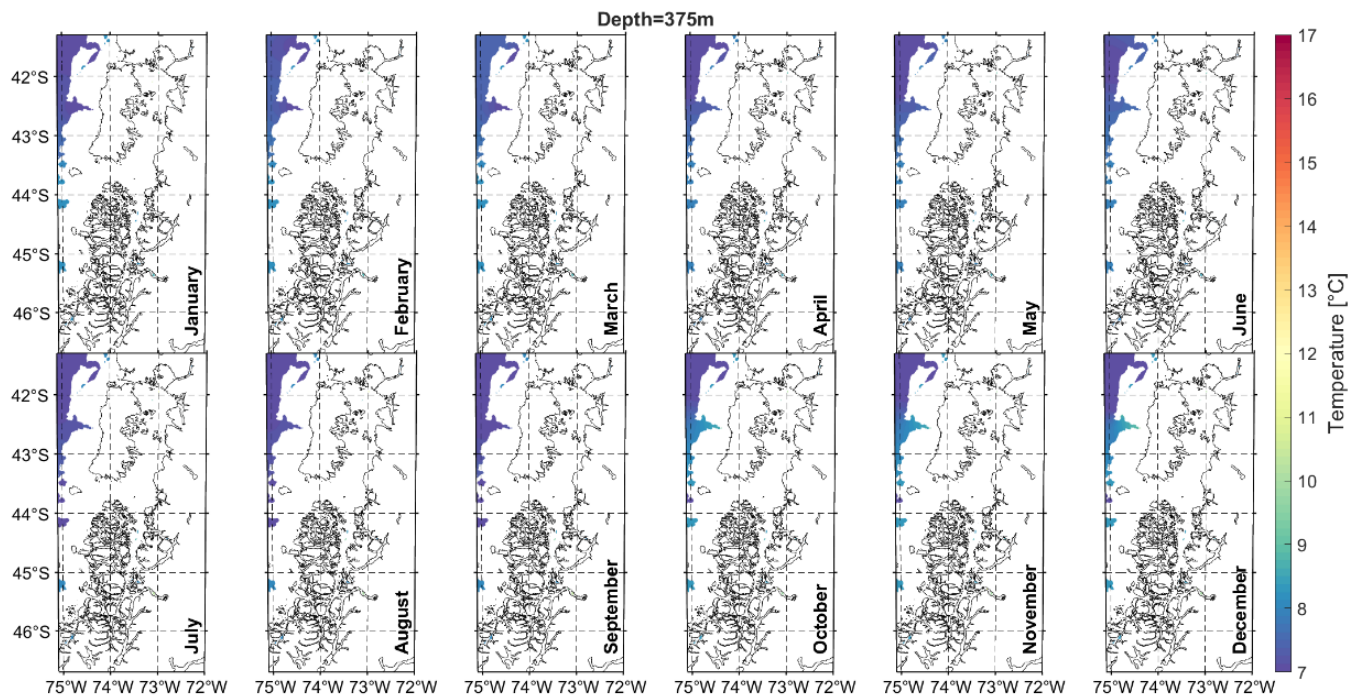 Depth=375m
42°S
43°S
44°S
45°S
46°S
January
February
March
April
May
June
42°S
43°S
44°S
45°S
46°S
July
August
September
October
November
December
75°W 74°W 73°W 72°W
75°W 74°W 73°W 72°W
75°W 74°W 73°W 72°W
75°W 74°W 73°W 72°W
75°W 74°W 73°W 72°W
75°W 74°W 73°W 72°W
17
16
15
14
13
12
11
10
9
8
7
Temperature [°C]